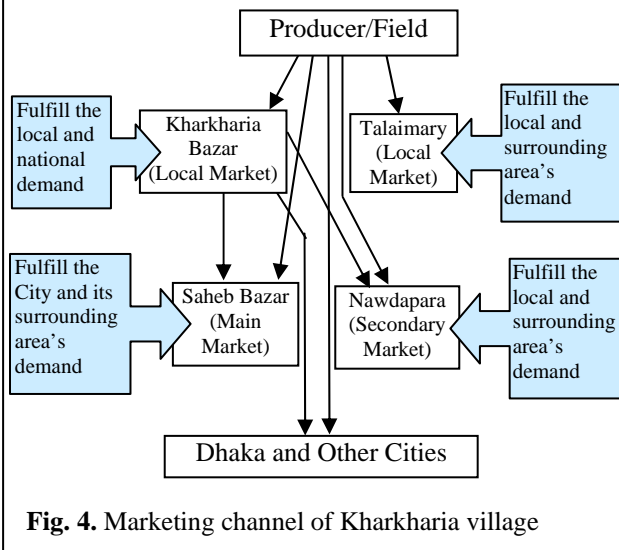 Producer/Field
Fulfill the
local and
national
demand
Kharkharia
Bazar
(Local Market)
Talaimary
(Local
Market)
Fulfill the
local and
surrounding
area's
demand
Fulfill the
City and its
surrounding
area's
demand
Saheb Bazar
(Main
Market)
Nawdapara
(Secondary
Market)
Fulfill the
local and
surrounding
area's
demand
Dhaka and Other Cities
Fig. 4. Marketing channel of Kharkharia village